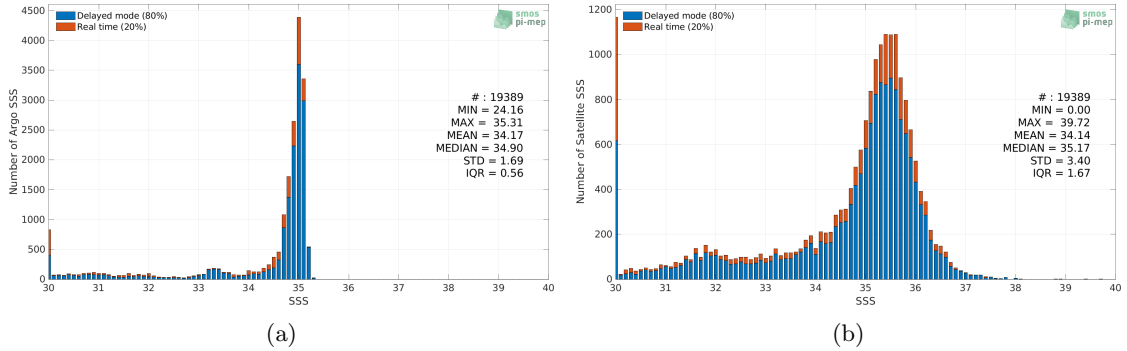 Delayed mode (80%)
Real time (20%)
smos
pi-mep
# : 19389
MIN = 24.16
MAX = 35.31
MEAN = 34.17
MEDIAN = 34.90
STD = 1.69
IQR = 0.56
Number of Argo SSS
4500
4000
3500
3000
2500
2000
1500
1000
500
0
30 31 32 33 34 35 36 37 38 39 40
SSS
(a)
Delayed mode (80%)
Real time (20%)
smos
pi-mep
# : 19389
MIN = 0.00
MAX = 39.72
MEAN = 34.14
MEDIAN = 35.17
STD = 3.40
IQR = 1.67
Number of Satellite SSS
1200
1000
800
600
400
200
0
30 31 32 33 34 35 36 37 38 39 40
SSS
(b)